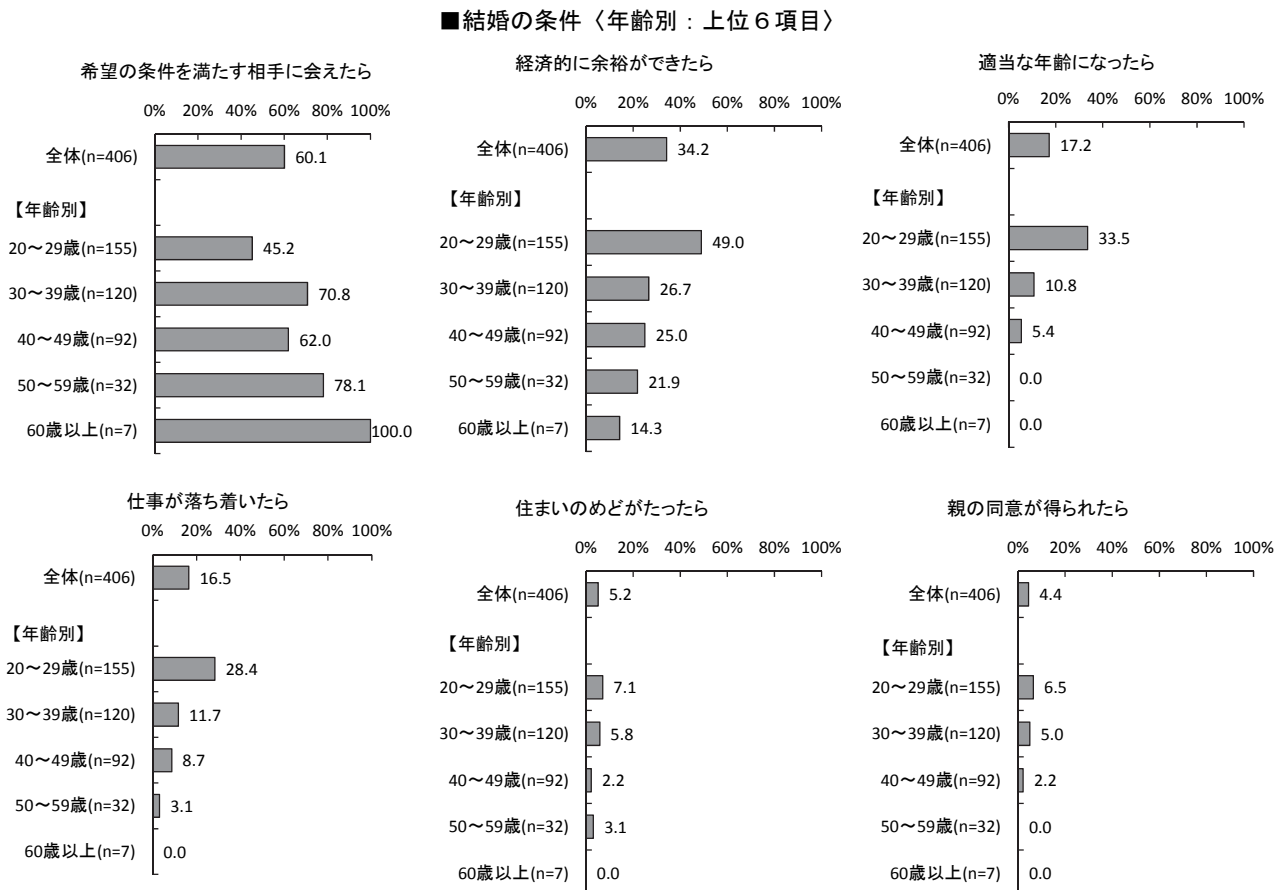 ■結婚の条件〈年齢別：上位６項目〉
希望の条件を満たす相手に会えたら
0% 20% 40% 60% 80% 100%
全体(n=406) 60.1
【年齢別】
20～29歳(n=155) 45.2
30～39歳(n=120) 70.8
40～49歳(n=92) 62.0
50～59歳(n=32) 78.1
60歳以上(n=7) 100.0
経済的に余裕ができたら
0% 20% 40% 60% 80% 100%
全体(n=406) 34.2
【年齢別】
20～29歳(n=155) 49.0
30～39歳(n=120) 26.7
40～49歳(n=92) 25.0
50～59歳(n=32) 21.9
60歳以上(n=7) 14.3
適当な年齢になったら
0% 20% 40% 60% 80% 100%
全体(n=406) 17.2
【年齢別】
20～29歳(n=155) 33.5
30～39歳(n=120) 10.8
40～49歳(n=92) 5.4
50～59歳(n=32) 0.0
60歳以上(n=7) 0.0
仕事が落ち着いたら
0% 20% 40% 60% 80% 100%
全体(n=406) 16.5
【年齢別】
20～29歳(n=155) 28.4
30～39歳(n=120) 11.7
40～49歳(n=92) 8.7
50～59歳(n=32) 3.1
60歳以上(n=7) 0.0
住まいのめどがたったら
0% 20% 40% 60% 80% 100%
全体(n=406) 5.2
【年齢別】
20～29歳(n=155) 7.1
30～39歳(n=120) 5.8
40～49歳(n=92) 2.2
50～59歳(n=32) 3.1
60歳以上(n=7) 0.0
親の同意が得られたら
0% 20% 40% 60% 80% 100%
全体(n=406) 4.4
【年齢別】
20～29歳(n=155) 6.5
30～39歳(n=120) 5.0
40～49歳(n=92) 2.2
50～59歳(n=32) 0.0
60歳以上(n=7) 0.0